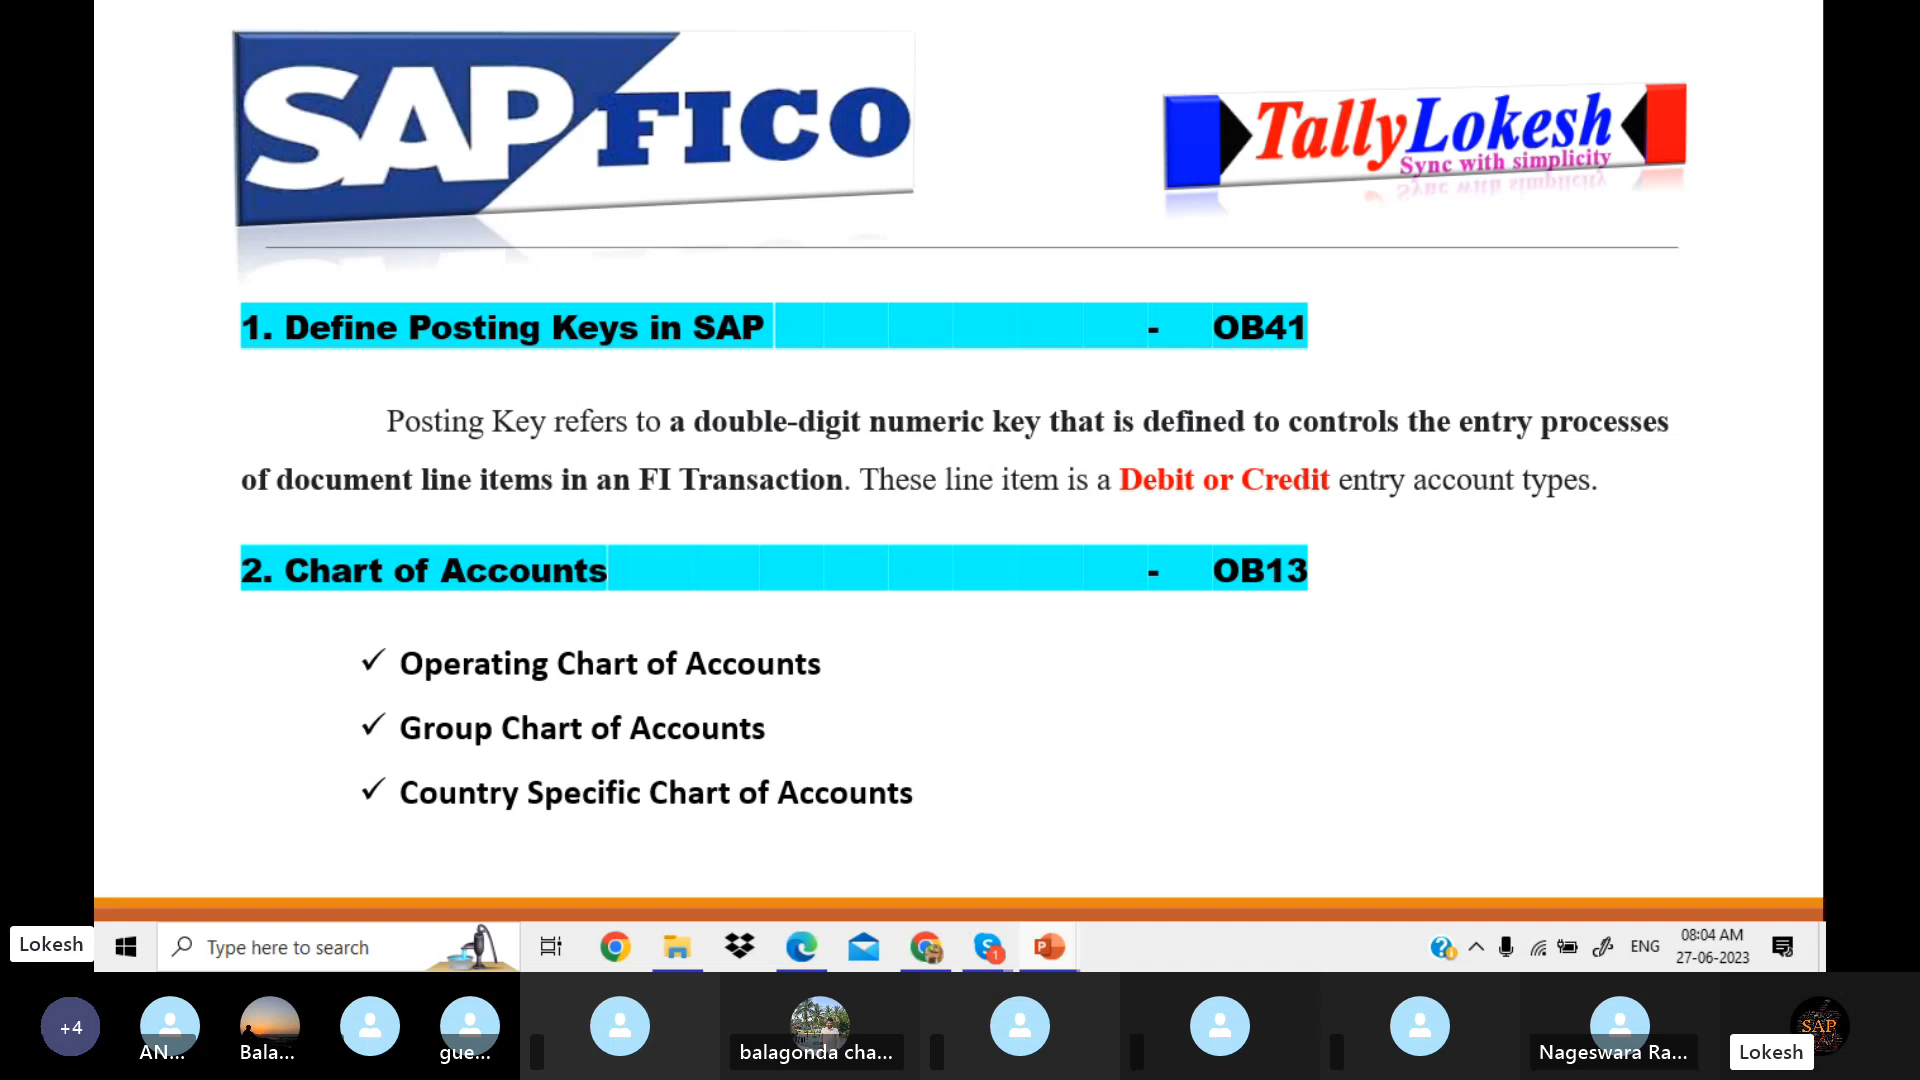 SAP FICO
TallyLokesh
Sync with simplicity
1. Define Posting Keys in SAP - OB41
Posting Key refers to a double-digit numeric key that is defined to controls the entry processes
of document line items in an FI Transaction. These line item is a Debit or Credit entry account types.
2. Chart of Accounts - OB13
✓ Operating Chart of Accounts
✓ Group Chart of Accounts
✓ Country Specific Chart of Accounts
Lokesh
Type here to search
ENG
08:04 AM
27-06-2023
+4
AN...
Bala...
gue...
balagonda cha...
Nageswara Ra...
SAP
Lokesh